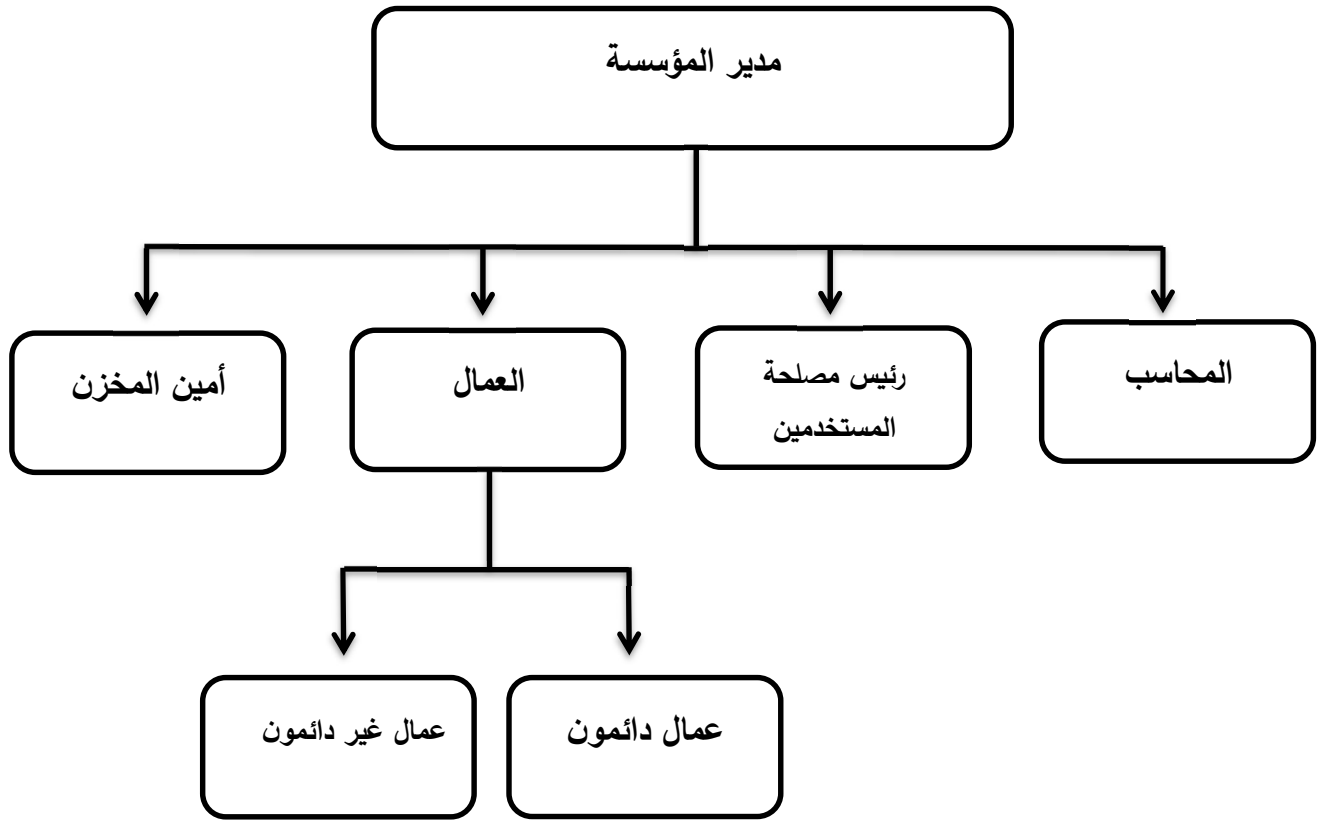 مدير المؤسسة
المحاسب
رئيس مصلحة
المستخدمين
العمال
أمين المخزن
عمال دائمون
عمال غير دائمون